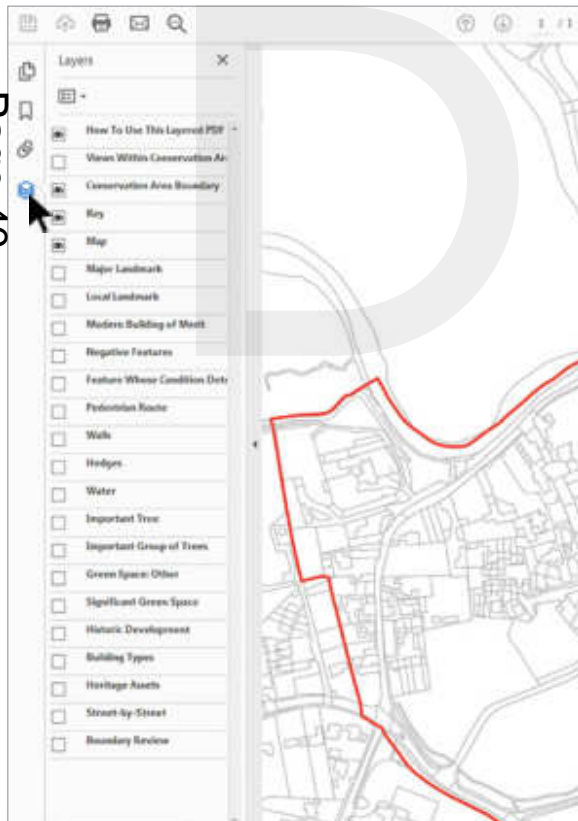 1 / 1
Layers
How To Use This Layered PDF
Views Within Conservation Ar
Conservation Area Boundary
Key
Map
Major Landmark
Local Landmark
Modern Building of Merit
Negative Features
Feature Whose Condition Detr
Pedestrian Route
Walls
Hedges
Water
Important Tree
Important Group of Trees
Green Space: Other
Significant Green Space
Historic Development
Building Types
Heritage Assets
Street-by-Street
Boundary Review
D